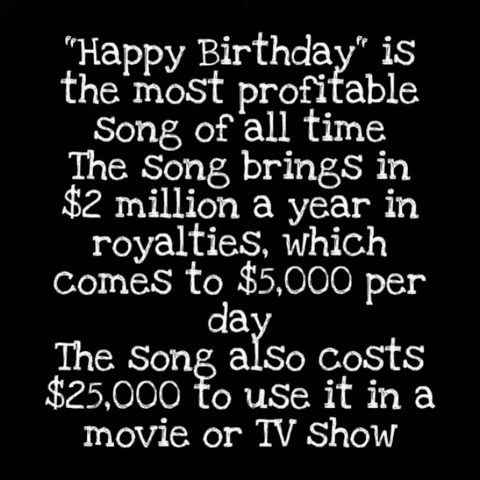 "Happy Birthday" is
the most profitable
song of all time
The song brings in
$2 million a year in
royalties, which
comes to $5,000 per
day
The song also costs
$25,000 to use it in a
movie or TV show